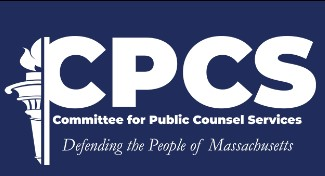 CPCS
Committee for Public Counsel Services
Defending the People of Massachusetts